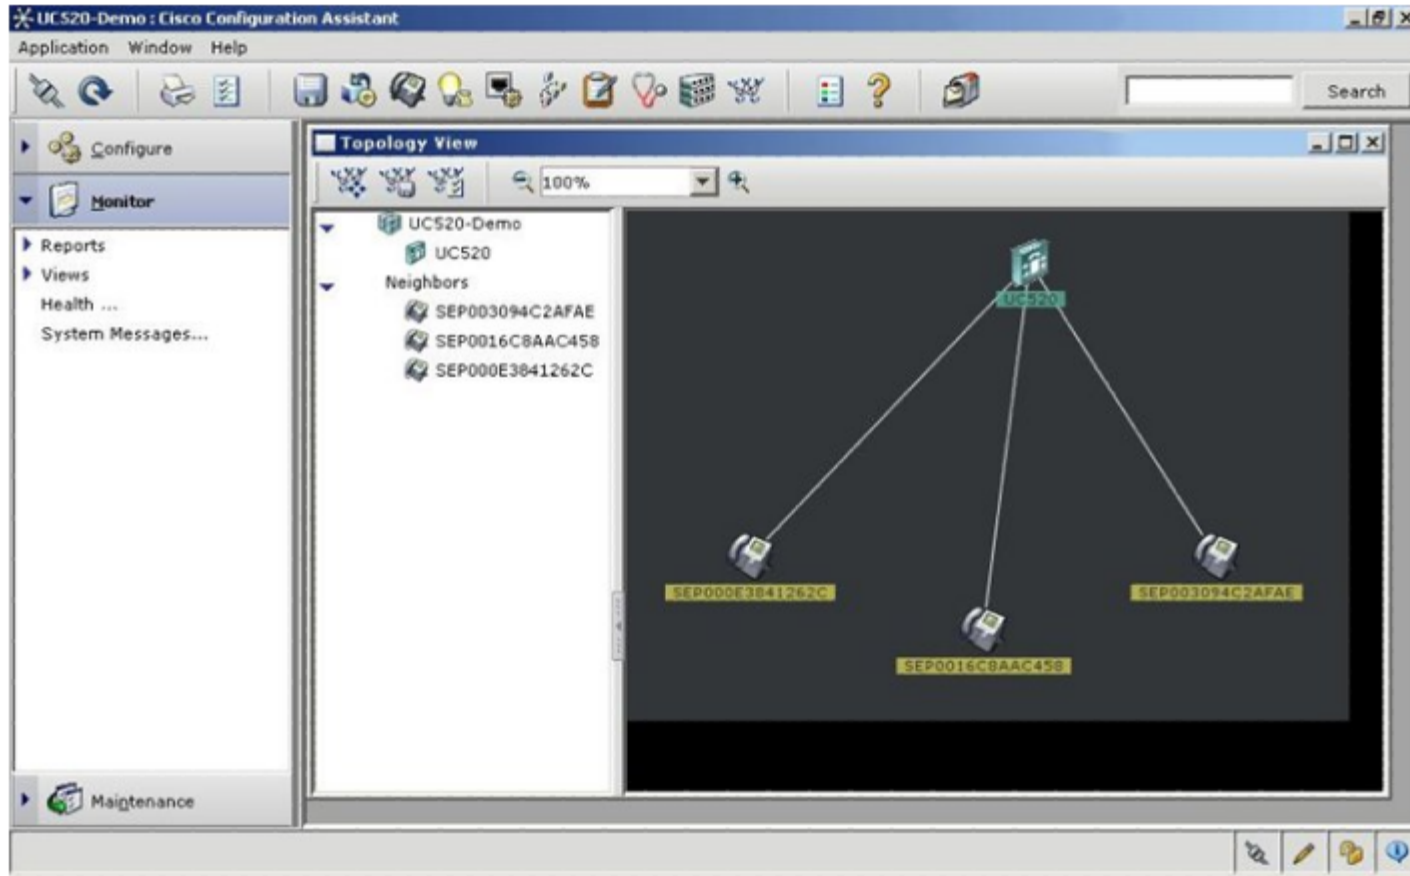 UC520-Demo : Cisco Configuration Assistant
Application Window Help
Search
Configure
Monitor
Reports
Views
Health ...
System Messages...
Maintenance
Topology View
100%
UC520-Demo
UC520
Neighbors
SEP003094C2AFAE
SEP0016C8AAC458
SEP000E3841262C
UC520
SEP000E3841262C
SEP003094C2AFAE
SEP0016C8AAC458